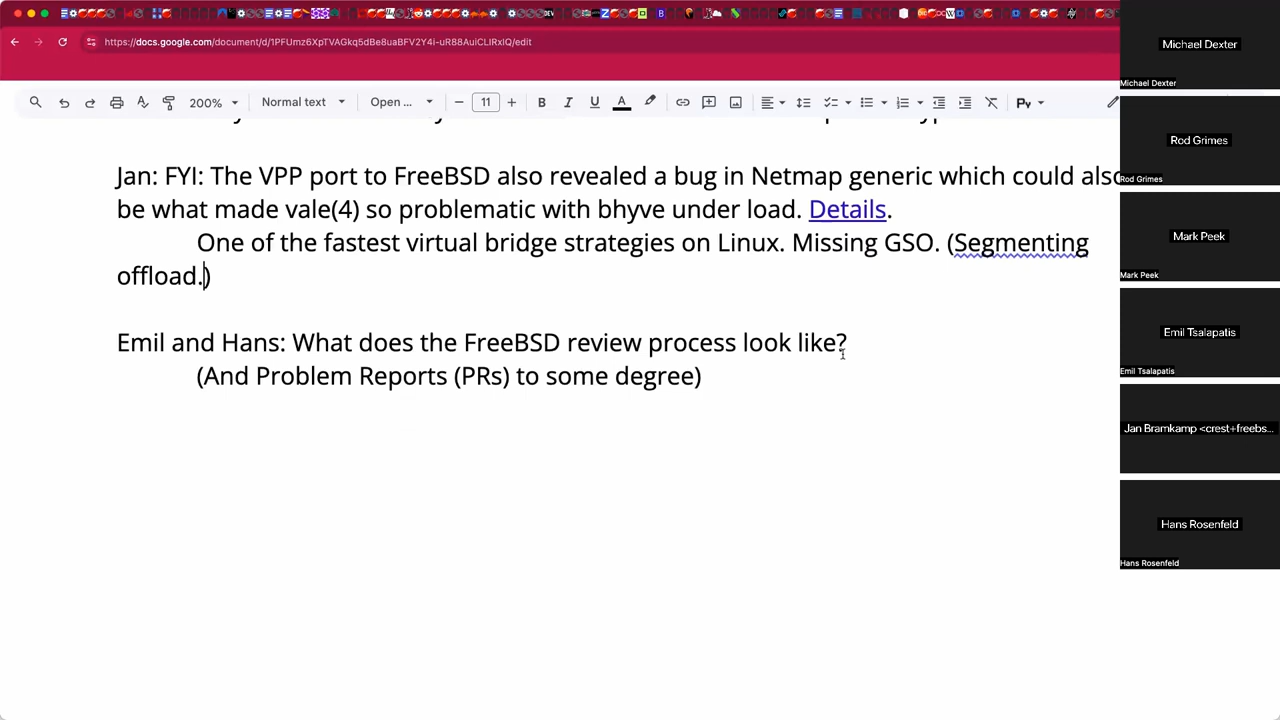 https://docs.google.com/document/d/1PFUmz6XpTVAGkq5dBe8uaBFV2Y4i-uR88AuiCLIRxIQ/edit
200%
Normal text
Open ...
11
Jan: FYI: The VPP port to FreeBSD also revealed a bug in Netmap generic which could also
be what made vale(4) so problematic with bhyve under load. Details.
One of the fastest virtual bridge strategies on Linux. Missing GSO. (Segmenting
offload.)
Emil and Hans: What does the FreeBSD review process look like?
(And Problem Reports (PRs) to some degree)
Michael Dexter
Michael Dexter
Rod Grimes
Rod Grimes
Mark Peek
Mark Peek
Emil Tsalapatis
Emil Tsalapatis
Jan Bramkamp <crest+freebs...
Hans Rosenfeld
Hans Rosenfeld